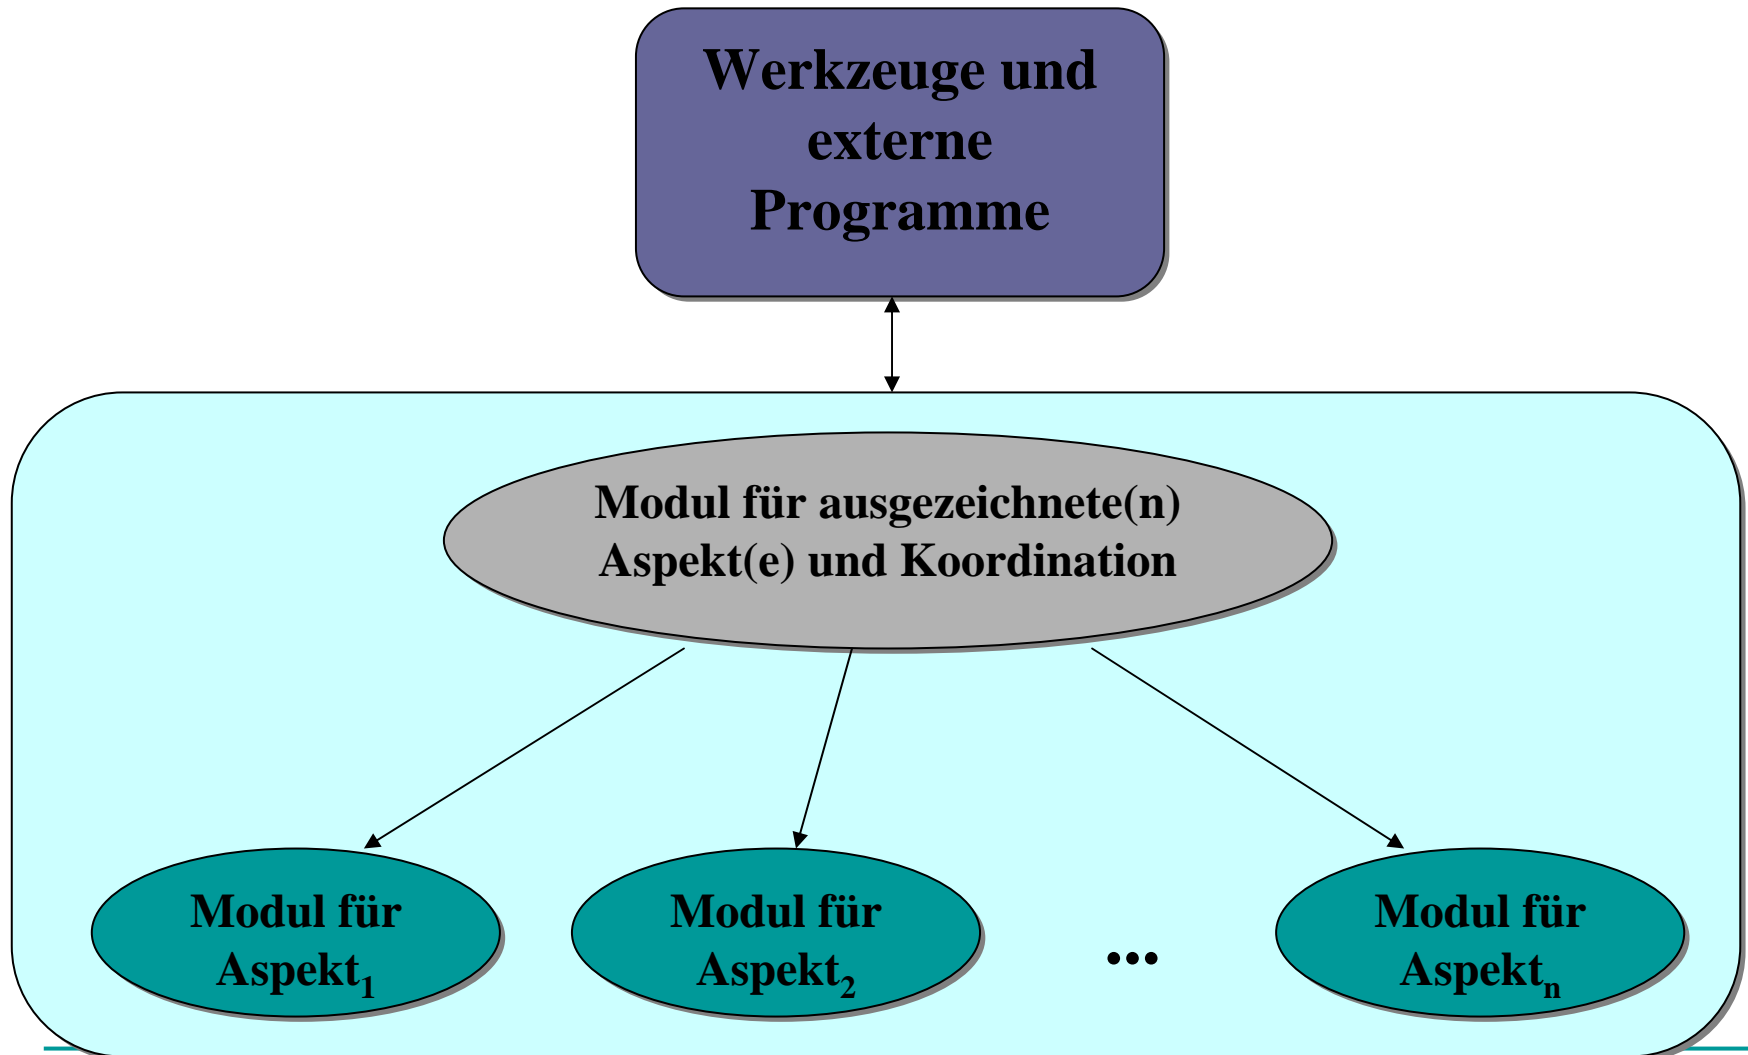 Werkzeuge und
externe
Programme
Modul für ausgezeichnete(n)
Aspekt(e) und Koordination
Modul für
Aspekt₁
Modul für
Aspekt₂
...
Modul für
Aspektₙ